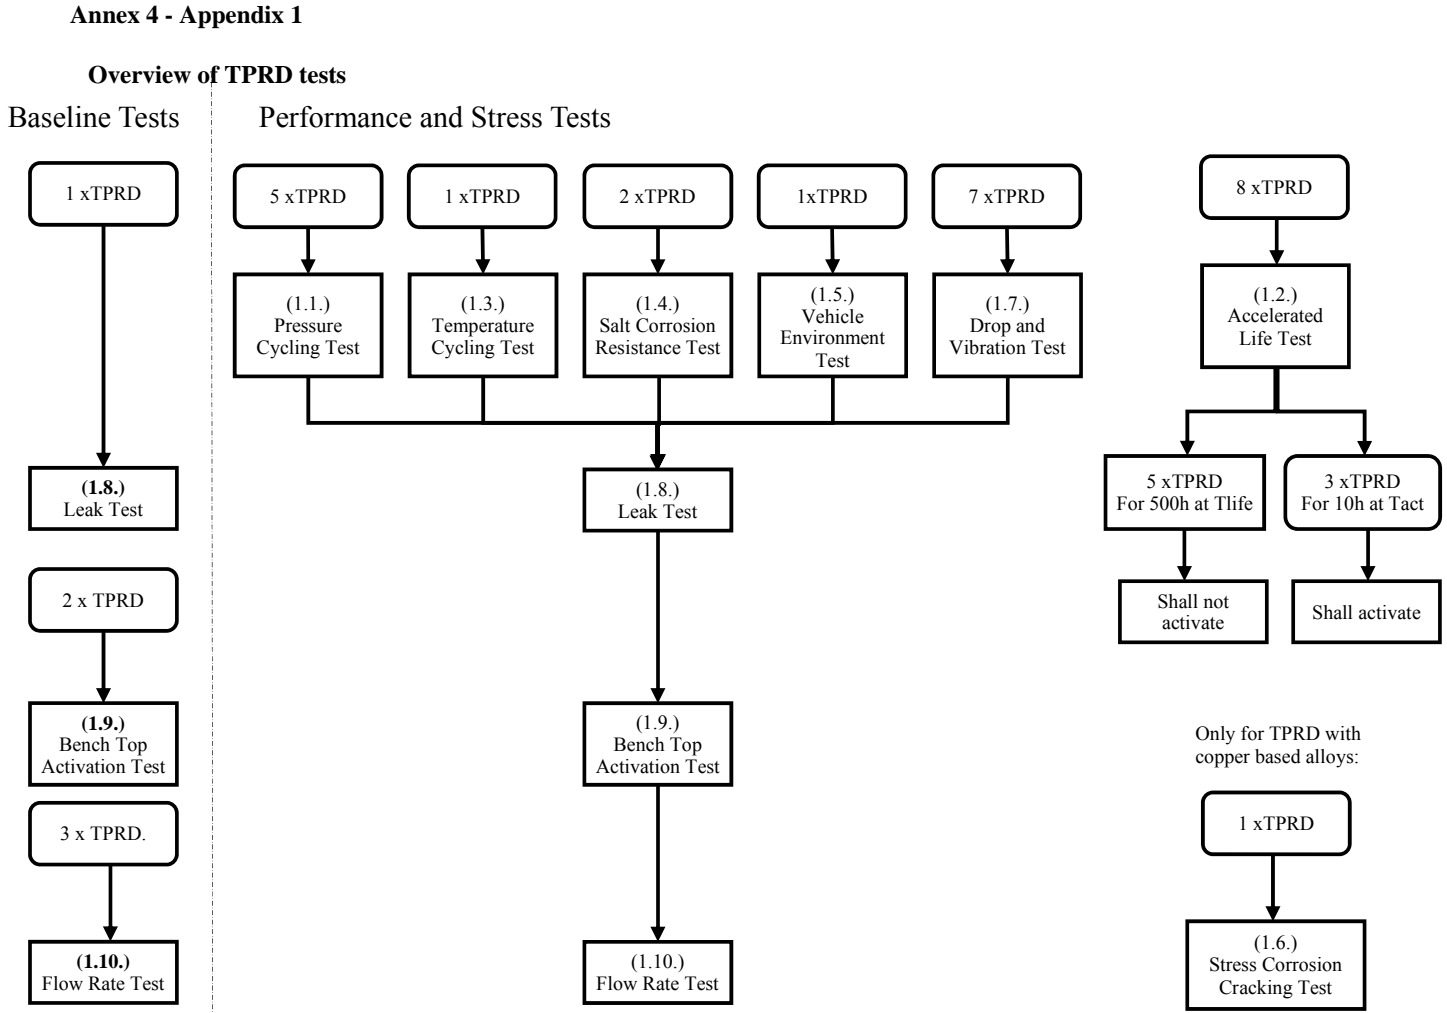 Annex 4 - Appendix 1
Overview of TPRD tests
Baseline Tests
Performance and Stress Tests
1 xTPRD
5 xTPRD
1 xTPRD
2 xTPRD
1xTPRD
7 xTPRD
8 xTPRD
(1.1.)
Pressure
Cycling Test
(1.3.)
Temperature
Cycling Test
(1.4.)
Salt Corrosion
Resistance Test
(1.5.)
Vehicle
Environment
Test
(1.7.)
Drop and
Vibration Test
(1.2.)
Accelerated
Life Test
(1.8.)
Leak Test
(1.8.)
Leak Test
5 xTPRD
For 500h at Tlife
3 xTPRD
For 10h at Tact
2 x TPRD
Shall not
activate
Shall activate
(1.9.)
Bench Top
Activation Test
(1.9.)
Bench Top
Activation Test
Only for TPRD with
copper based alloys:
3 x TPRD.
1 xTPRD
(1.10.)
Flow Rate Test
(1.10.)
Flow Rate Test
(1.6.)
Stress Corrosion
Cracking Test